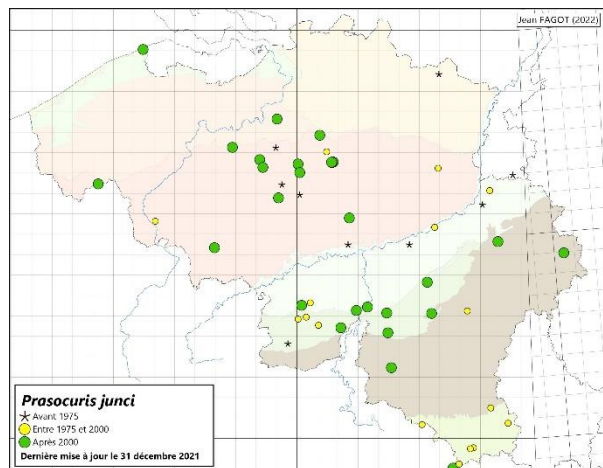 Jean FAGOT (2022)
Prasocuris junci
Avant 1975
Entre 1975 et 2000
Après 2000
Dernière mise à jour le 31 décembre 2021